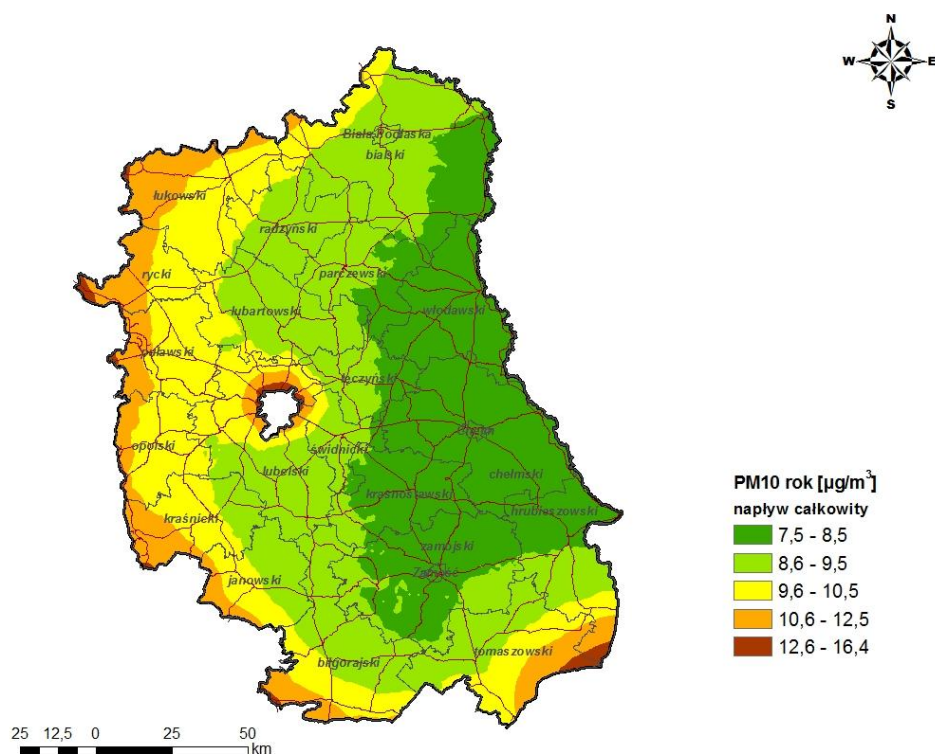 N
W E
S
Biała Podlaska
bialski
łukowski
radzyński
rycki
parczewski
lubartowski
włodawski
puławski
łęczyński
Chełm
opolski
świdnicki
lubelski
chełmski
krasnostawski
hrubieszowski
kraśnicki
zamojski
Zamość
janowski
tomaszowski
biłgorajski
PM10 rok [µg/m³]
napływ całkowity
7,5 - 8,5
8,6 - 9,5
9,6 - 10,5
10,6 - 12,5
12,6 - 16,4
25 12,5 0 25 50
km